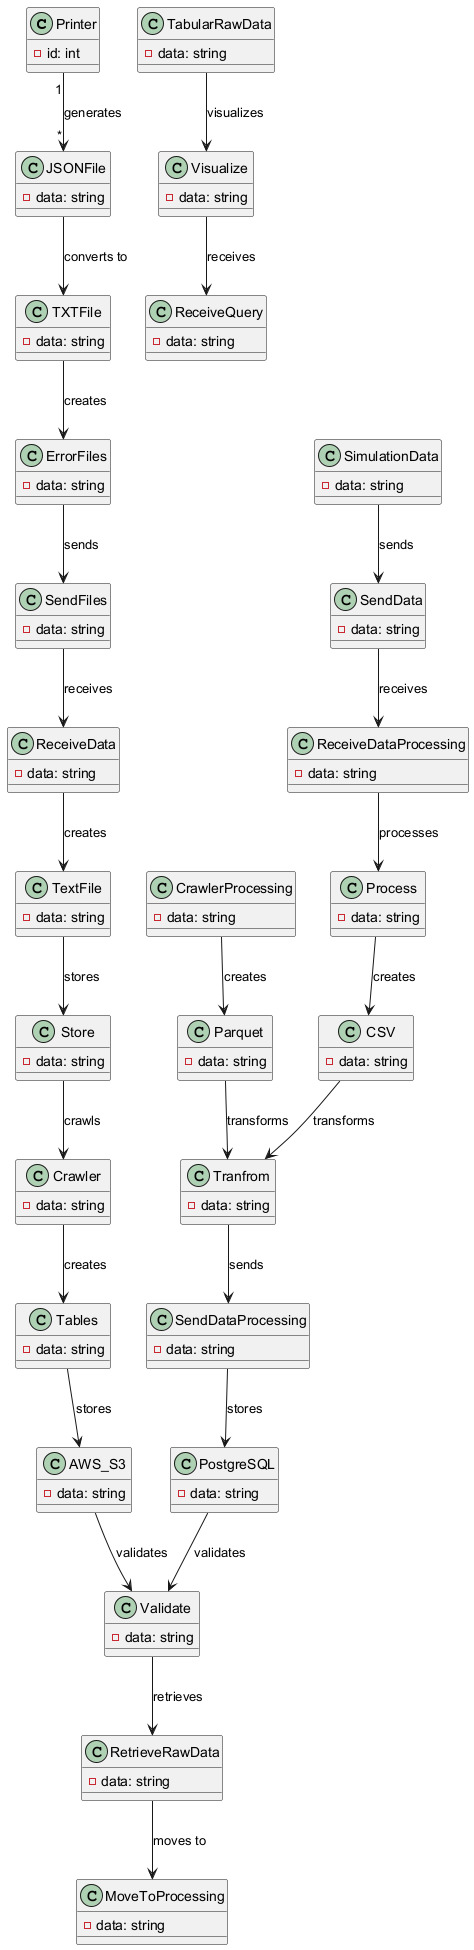 C Printer
id: int
C TabularRawData
data: string
1
generates
*
visualizes
C JSONFile
data: string
C Visualize
data: string
converts to
receives
C TXTFile
data: string
C ReceiveQuery
data: string
creates
C ErrorFiles
data: string
C SimulationData
data: string
sends
sends
C SendFiles
data: string
C SendData
data: string
receives
receives
C ReceiveData
data: string
C ReceiveDataProcessing
data: string
creates
processes
C TextFile
data: string
C CrawlerProcessing
data: string
C Process
data: string
stores
creates
creates
C Store
data: string
C Parquet
data: string
C CSV
data: string
crawls
transforms
transforms
C Crawler
data: string
C Tranfrom
data: string
creates
sends
C Tables
data: string
C SendDataProcessing
data: string
stores
stores
C AWS_S3
data: string
C PostgreSQL
data: string
validates
validates
C Validate
data: string
retrieves
C RetrieveRawData
data: string
moves to
C MoveToProcessing
data: string